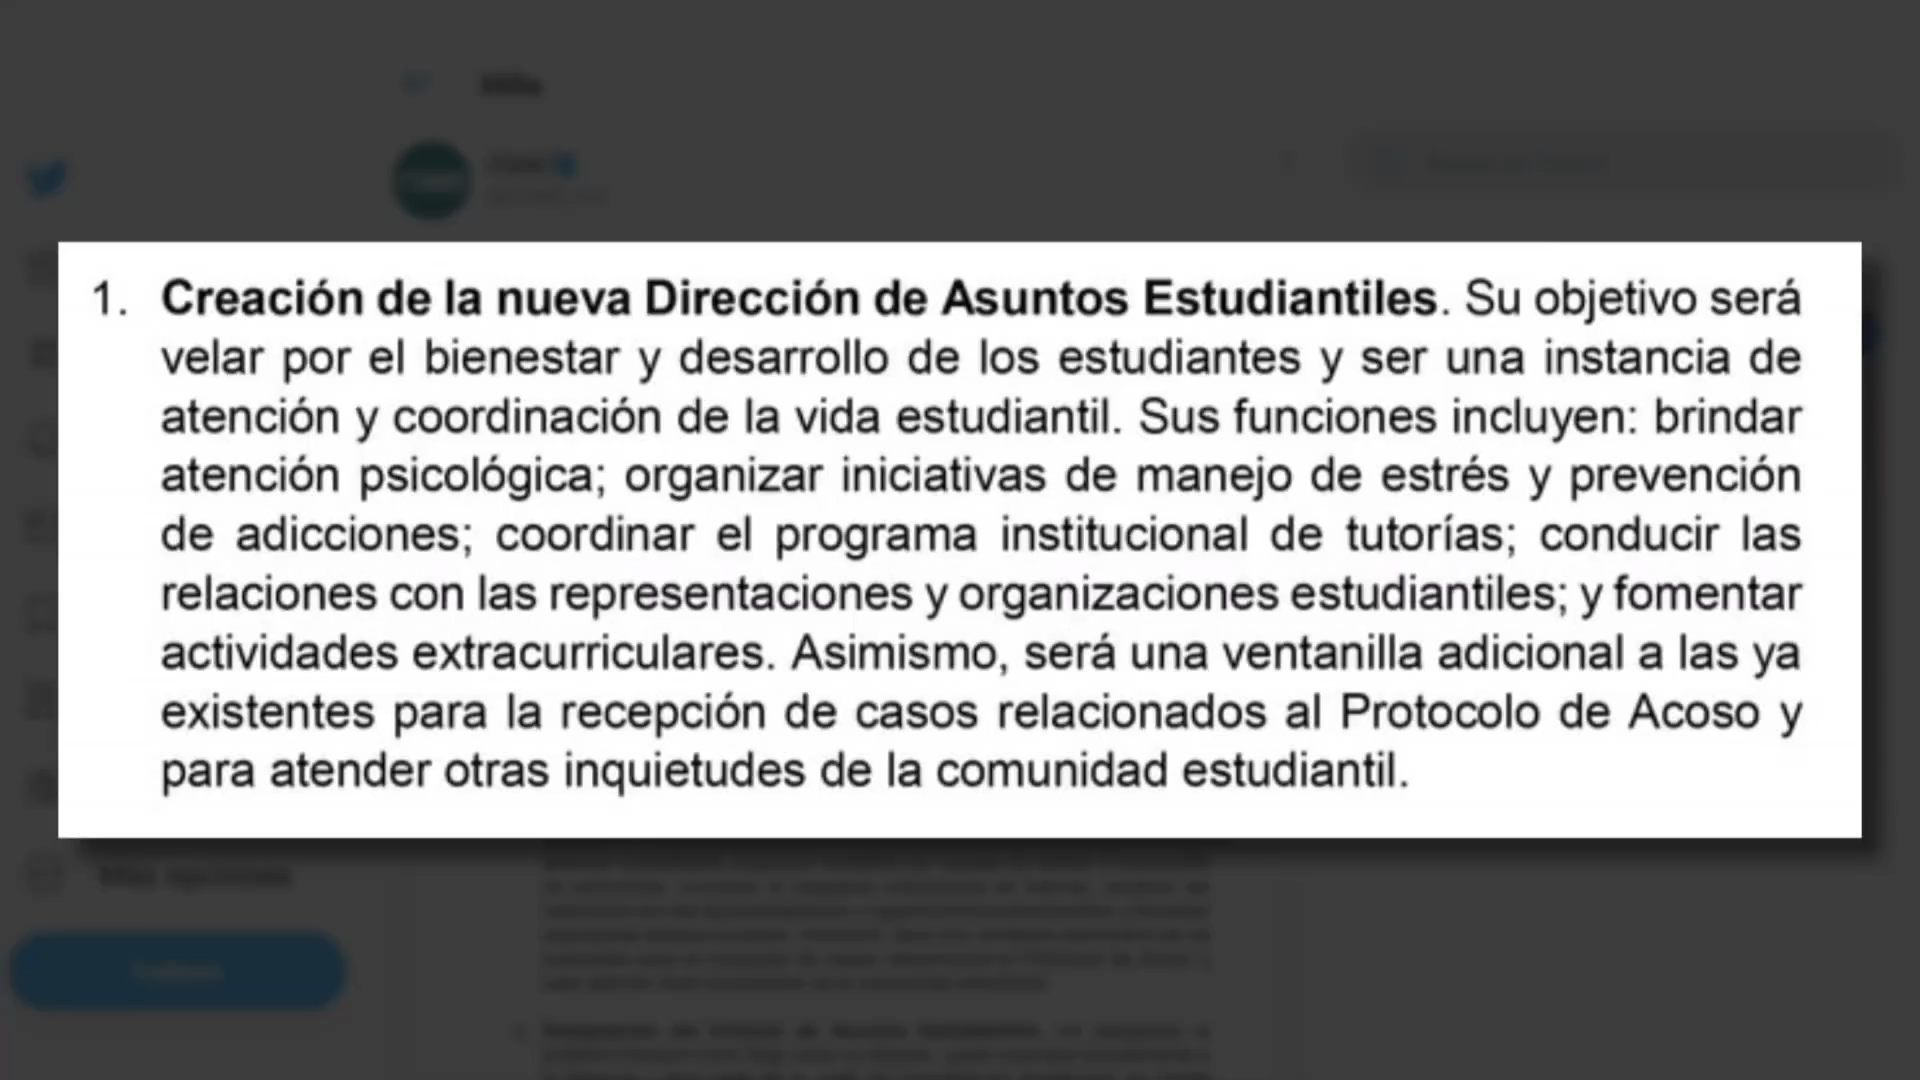 1. Creación de la nueva Dirección de Asuntos Estudiantiles. Su objetivo será
velar por el bienestar y desarrollo de los estudiantes y ser una instancia de
atención y coordinación de la vida estudiantil. Sus funciones incluyen: brindar
atención psicológica; organizar iniciativas de manejo de estrés y prevención
de adicciones; coordinar el programa institucional de tutorías; conducir las
relaciones con las representaciones y organizaciones estudiantiles; y fomentar
actividades extracurriculares. Asimismo, será una ventanilla adicional a las ya
existentes para la recepción de casos relacionados al Protocolo de Acoso y
para atender otras inquietudes de la comunidad estudiantil.
Más opciones